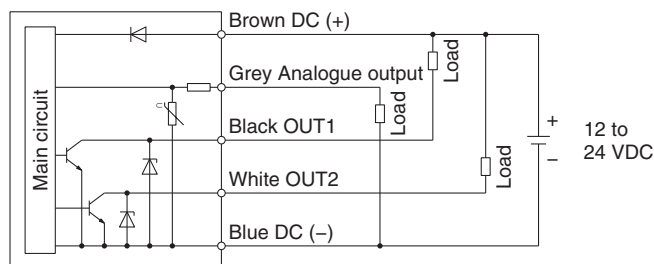 Brown DC (+)
Grey Analogue output
Black OUT1
White OUT2
Blue DC (−)
Main circuit
Load
Load
Load
+
−
12 to
24 VDC